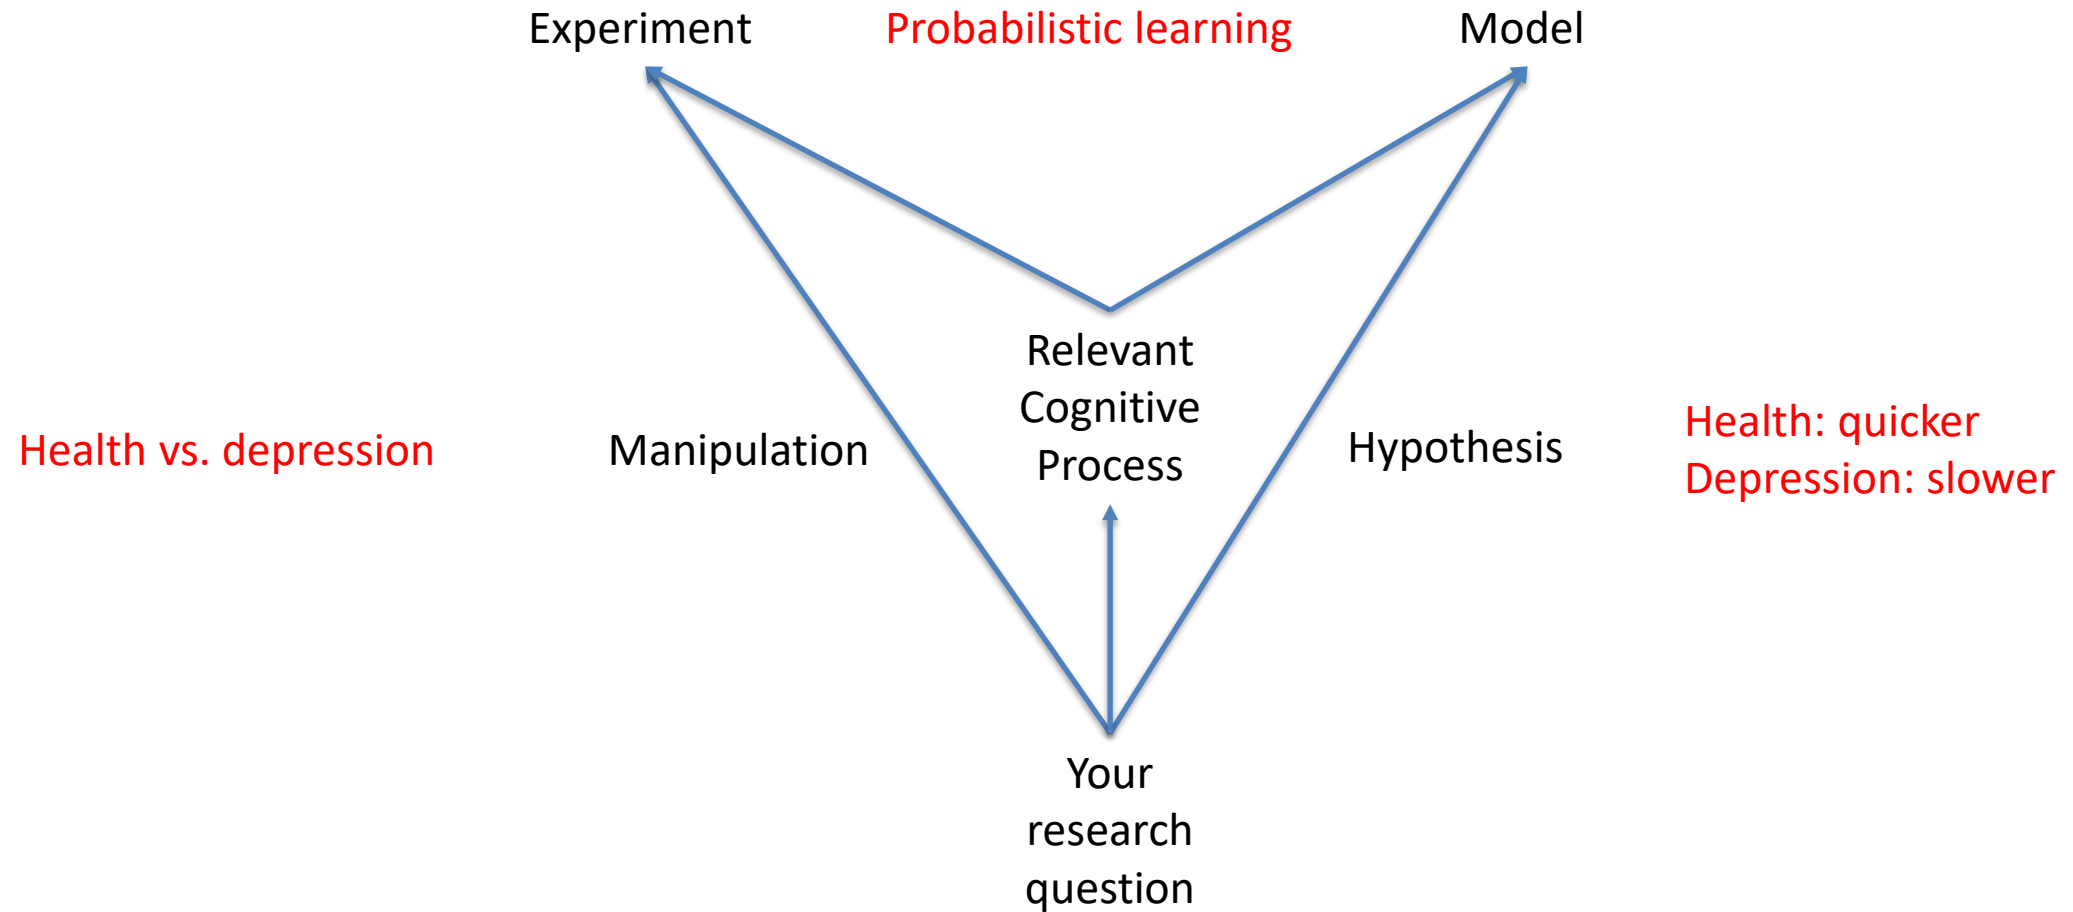 Experiment
Probabilistic learning
Model
Relevant
Cognitive
Process
Health vs. depression
Manipulation
Hypothesis
Health: quicker
Depression: slower
Your
research
question